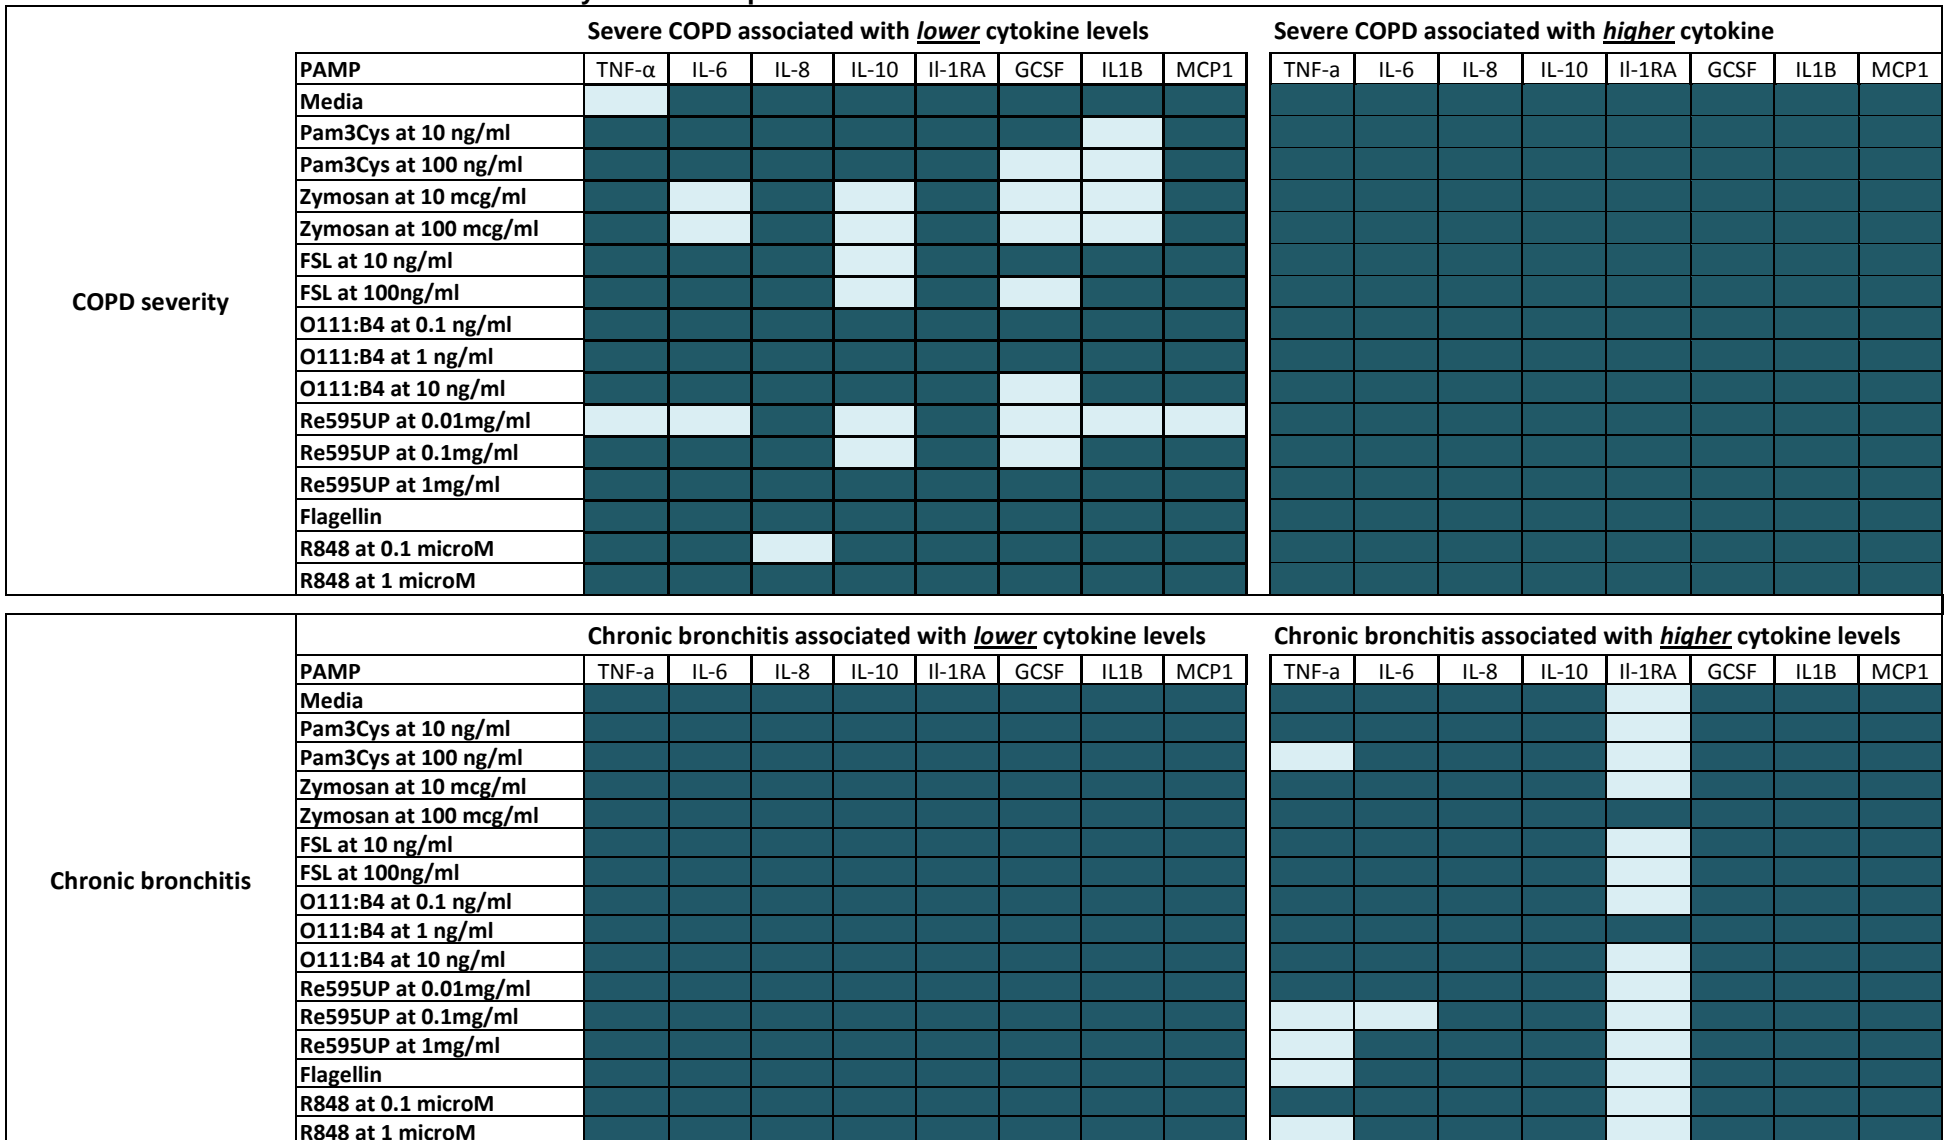 Severe COPD associated with lower cytokine levels Severe COPD associated with higher cytokine
PAMP TNF-α IL-6 IL-8 IL-10 Il-1RA GCSF IL1B MCP1 TNF-a IL-6 IL-8 IL-10 Il-1RA GCSF IL1B MCP1
Media
Pam3Cys at 10 ng/ml
Pam3Cys at 100 ng/ml
Zymosan at 10 mcg/ml
Zymosan at 100 mcg/ml
FSL at 10 ng/ml
FSL at 100ng/ml
COPD severity
O111:B4 at 0.1 ng/ml
O111:B4 at 1 ng/ml
O111:B4 at 10 ng/ml
Re595UP at 0.01mg/ml
Re595UP at 0.1mg/ml
Re595UP at 1mg/ml
Flagellin
R848 at 0.1 microM
R848 at 1 microM
Chronic bronchitis associated with lower cytokine levels Chronic bronchitis associated with higher cytokine levels
PAMP TNF-a IL-6 IL-8 IL-10 Il-1RA GCSF IL1B MCP1 TNF-a IL-6 IL-8 IL-10 Il-1RA GCSF IL1B MCP1
Media
Pam3Cys at 10 ng/ml
Pam3Cys at 100 ng/ml
Zymosan at 10 mcg/ml
Zymosan at 100 mcg/ml
FSL at 10 ng/ml
FSL at 100ng/ml
Chronic bronchitis
O111:B4 at 0.1 ng/ml
O111:B4 at 1 ng/ml
O111:B4 at 10 ng/ml
Re595UP at 0.01mg/ml
Re595UP at 0.1mg/ml
Re595UP at 1mg/ml
Flagellin
R848 at 0.1 microM
R848 at 1 microM